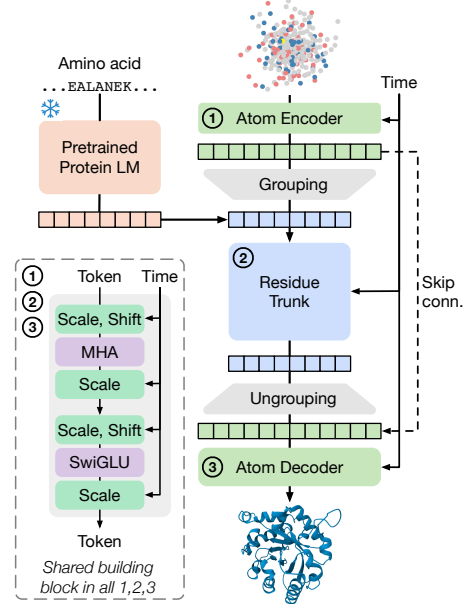 Amino acid
...EALANEK...
Pretrained
Protein LM
Time
1 Atom Encoder
Grouping
2
Residue
Trunk
Skip
conn.
Ungrouping
3 Atom Decoder
1
2
3
Token Time
Scale, Shift
MHA
Scale
Scale, Shift
SwiGLU
Scale
Token
Shared building
block in all 1,2,3